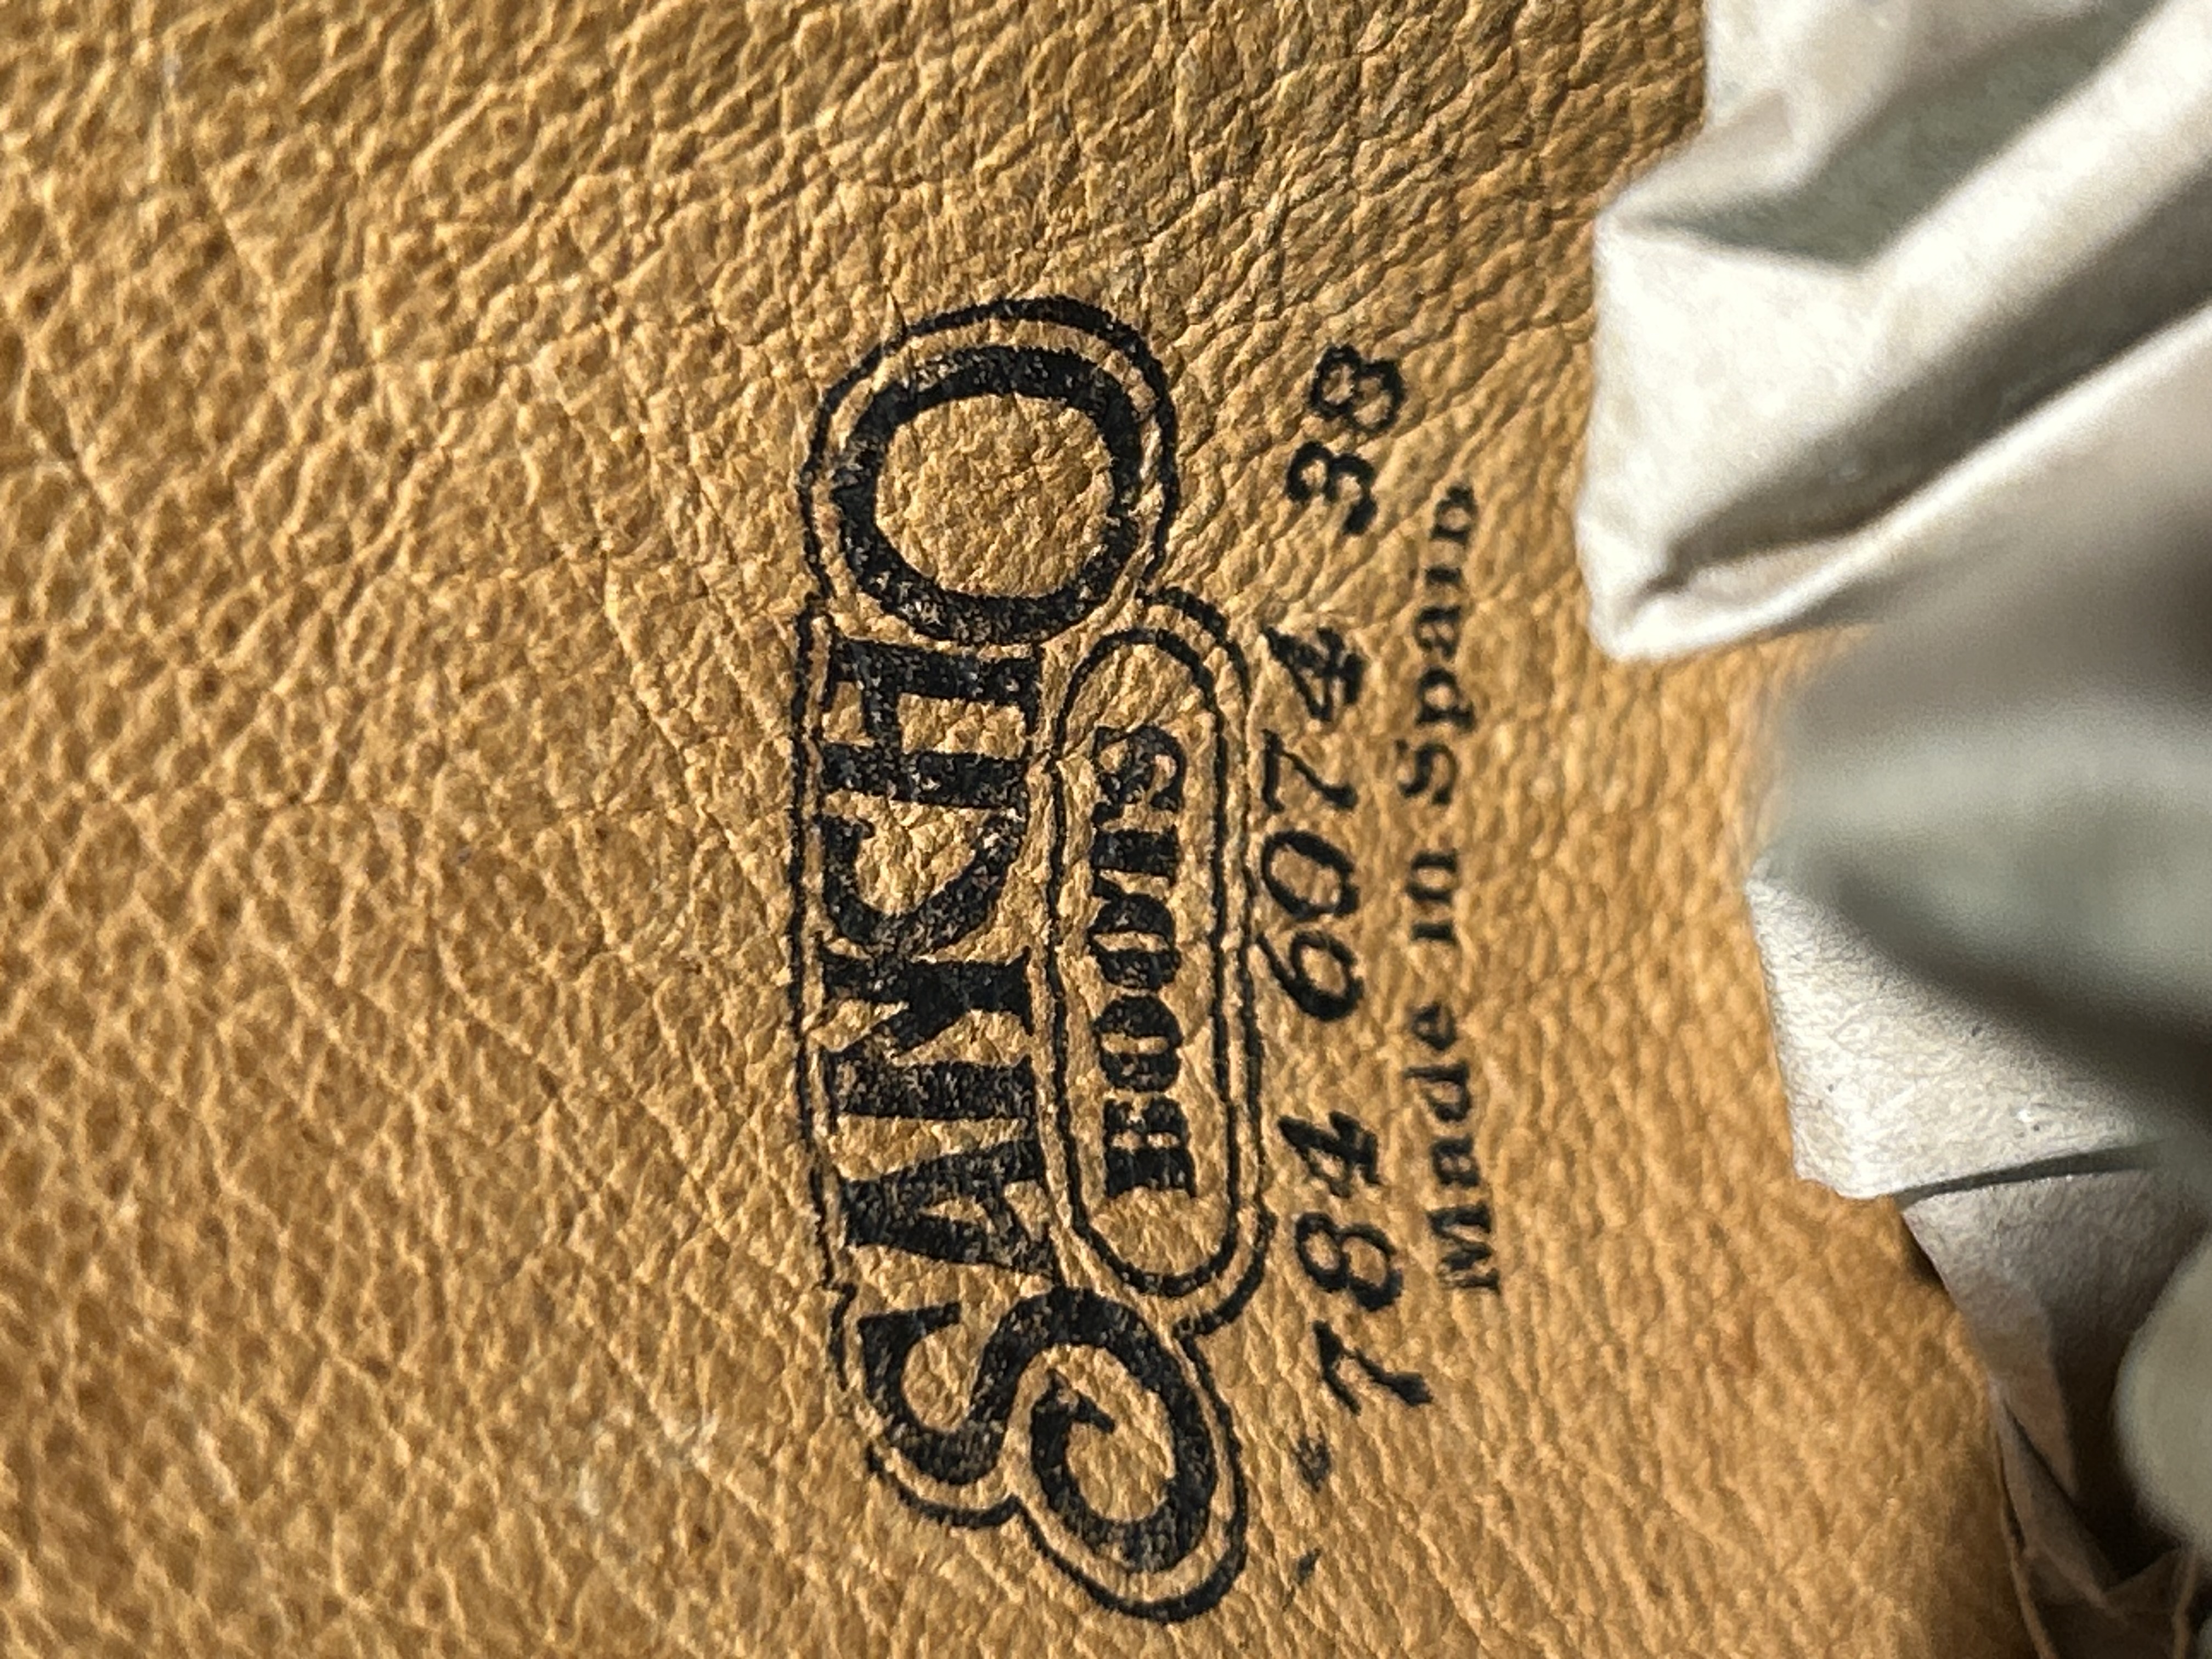 SANCHO
BOOTS
784 6074 38
Made in Spain